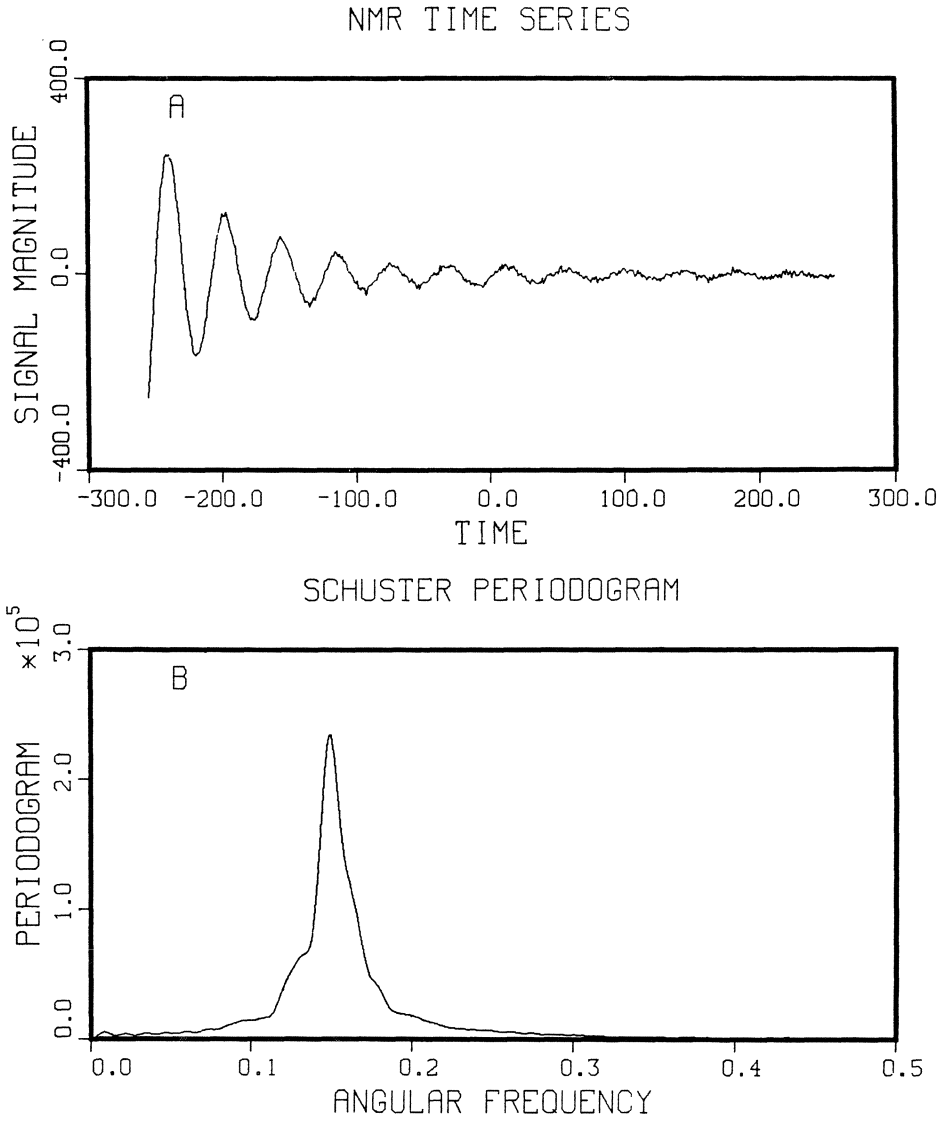 NMR TIME SERIES
A
SIGNAL MAGNITUDE
400.0
0.0
-400.0
-300.0 -200.0 -100.0 0.0 100.0 200.0 300.0
TIME
SCHUSTER PERIODOGRAM
B
PERIODOGRAM *10⁵
3.0
2.0
1.0
0.0
0.0 0.1 0.2 0.3 0.4 0.5
ANGULAR FREQUENCY